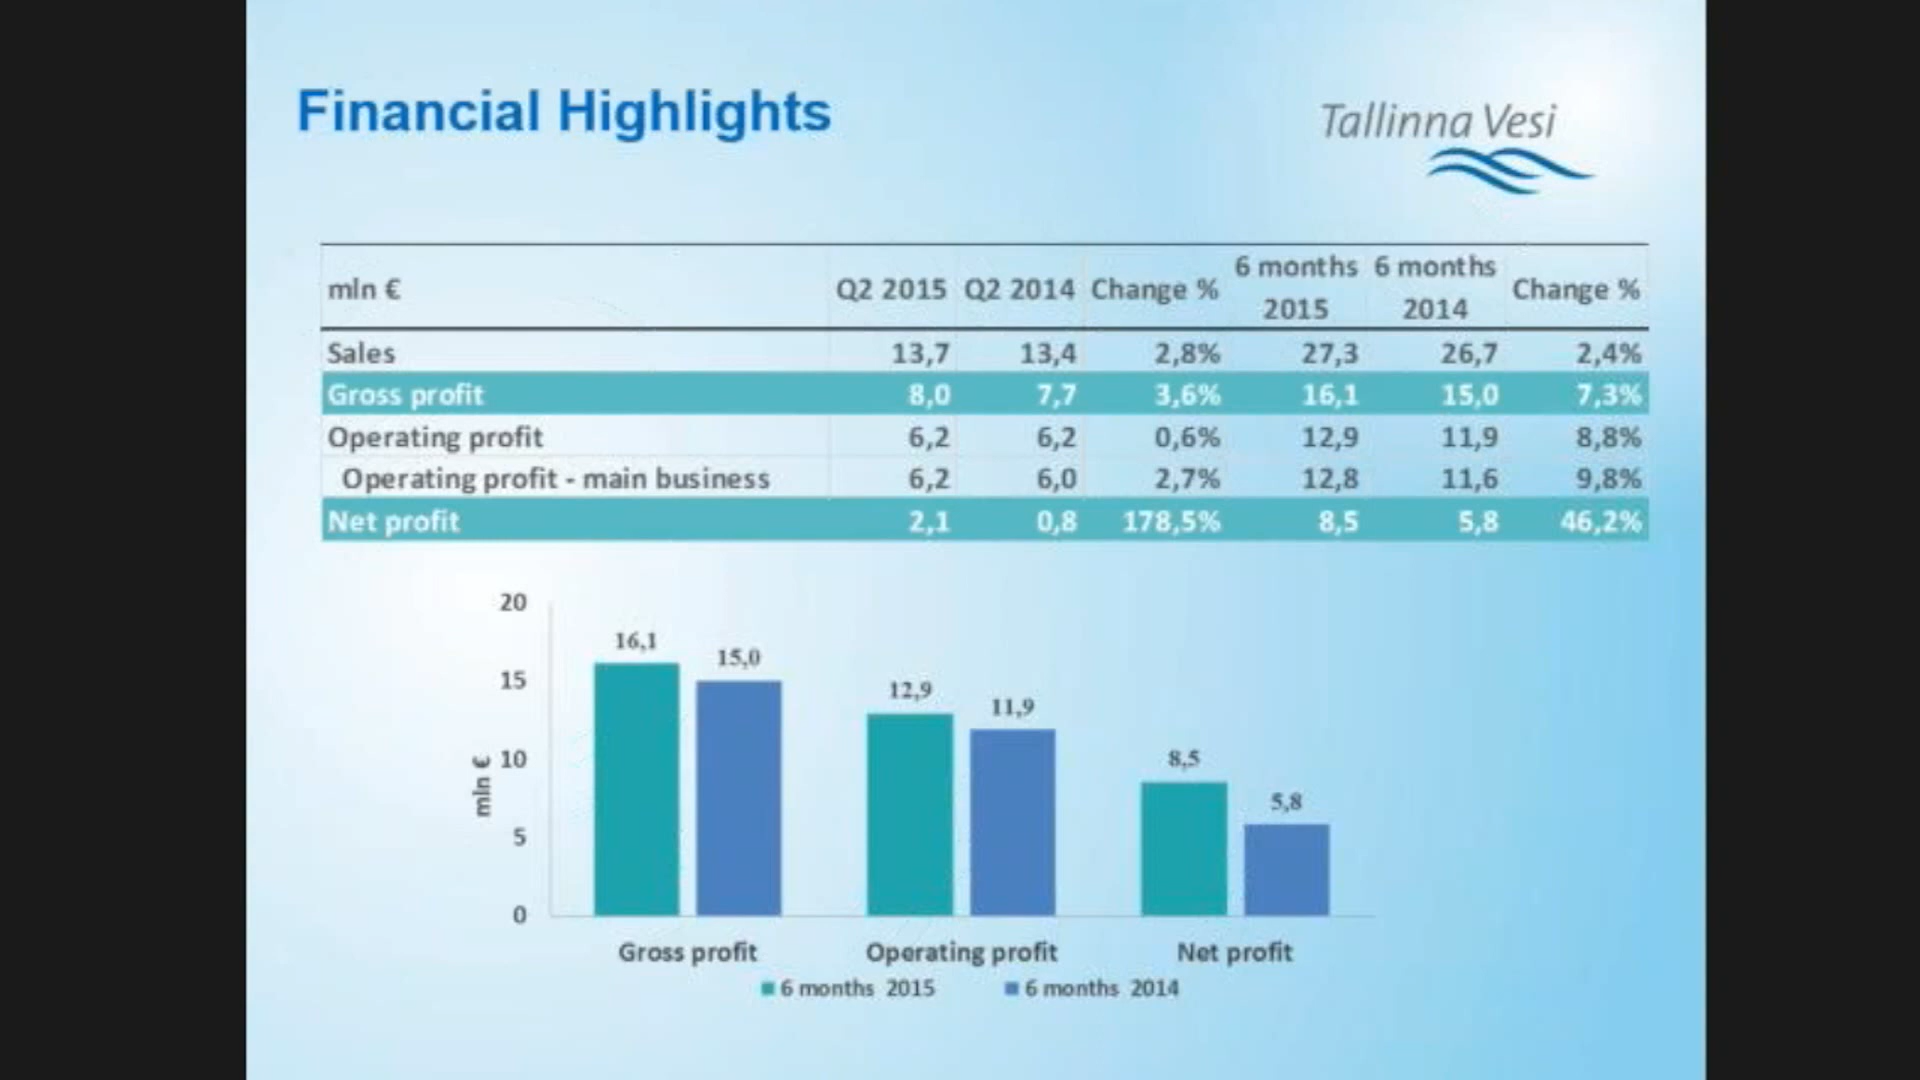 Financial Highlights
Tallinna Vesi
mln € Q2 2015 Q2 2014 Change % 6 months 2015 6 months 2014 Change %
Sales 13,7 13,4 2,8% 27,3 26,7 2,4%
Gross profit 8,0 7,7 3,6% 16,1 15,0 7,3%
Operating profit 6,2 6,2 0,6% 12,9 11,9 8,8%
Operating profit - main business 6,2 6,0 2,7% 12,8 11,6 9,8%
Net profit 2,1 0,8 178,5% 8,5 5,8 46,2%
20
16,1
15,0
15
12,9
11,9
mln €
10
8,5
5,8
5
0
Gross profit Operating profit Net profit
6 months 2015 6 months 2014